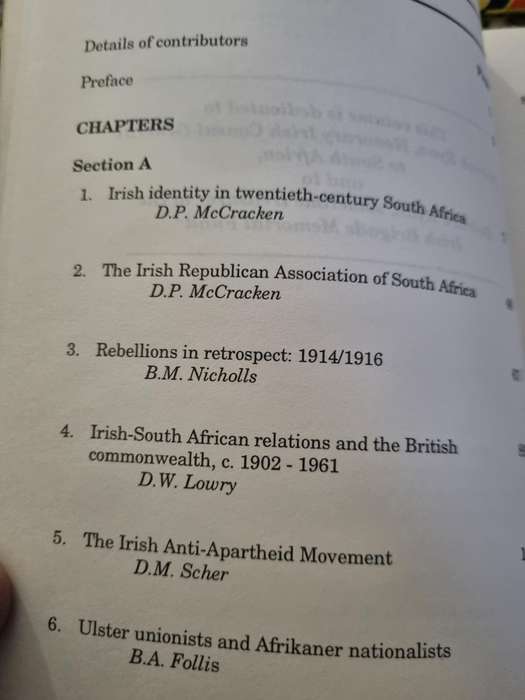 Details of contributors
Preface
CHAPTERS
Section A
1. Irish identity in twentieth-century South Africa
D.P. McCracken
2. The Irish Republican Association of South Africa
D.P. McCracken
3. Rebellions in retrospect: 1914/1916
B.M. Nicholls
4. Irish-South African relations and the British
commonwealth, c. 1902 - 1961
D.W. Lowry
5. The Irish Anti-Apartheid Movement
D.M. Scher
6. Ulster unionists and Afrikaner nationalists
B.A. Follis